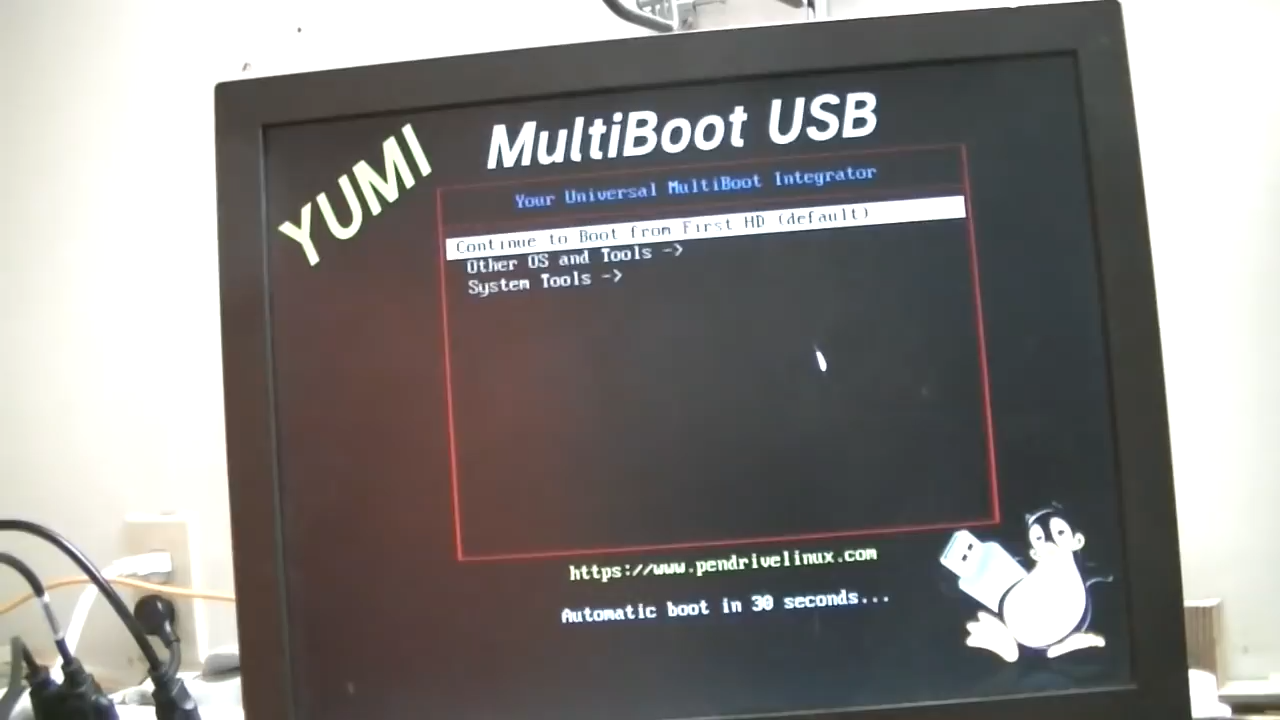 YUMI
MultiBoot USB
Your Universal MultiBoot Integrator
Continue to Boot from First HD (default)
Other OS and Tools ->
System Tools ->
https://www.pendrivelinux.com
Automatic boot in 30 seconds...